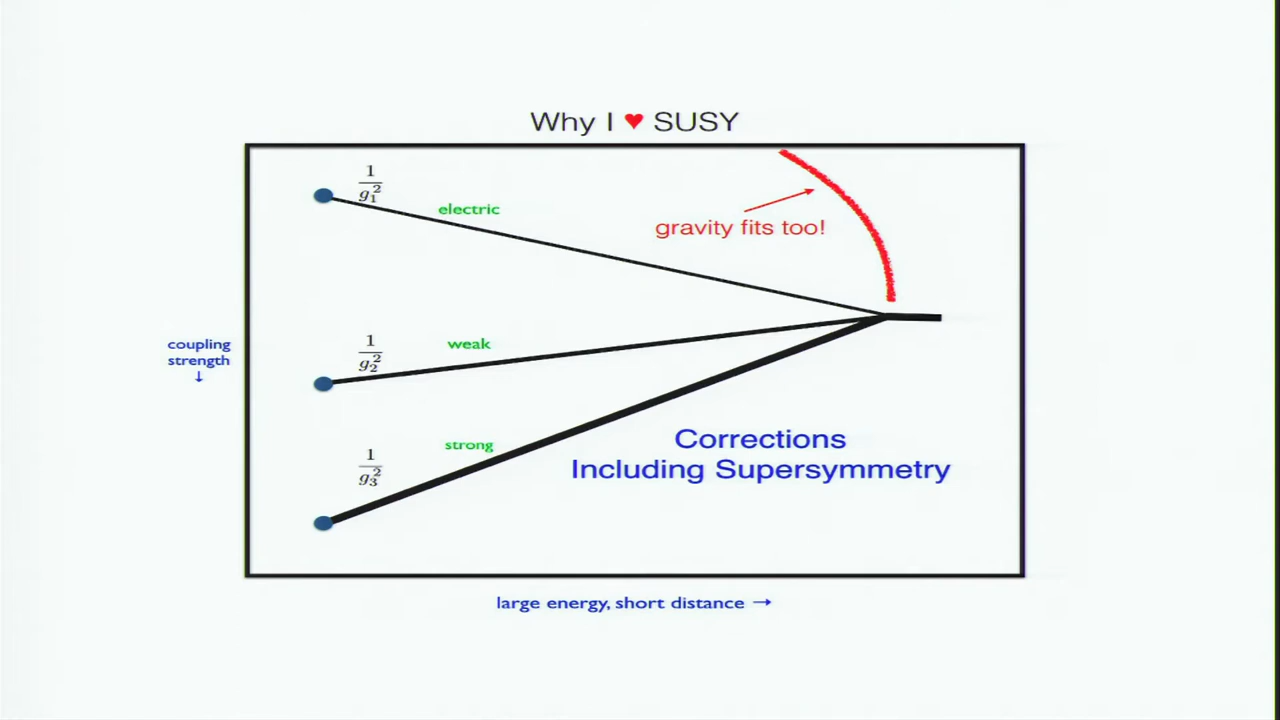 Why I ♥ SUSY
1
g₁²
electric
gravity fits too!
1
g₂²
weak
coupling
strength
↓
1
g₃²
strong
Corrections
Including Supersymmetry
large energy, short distance →